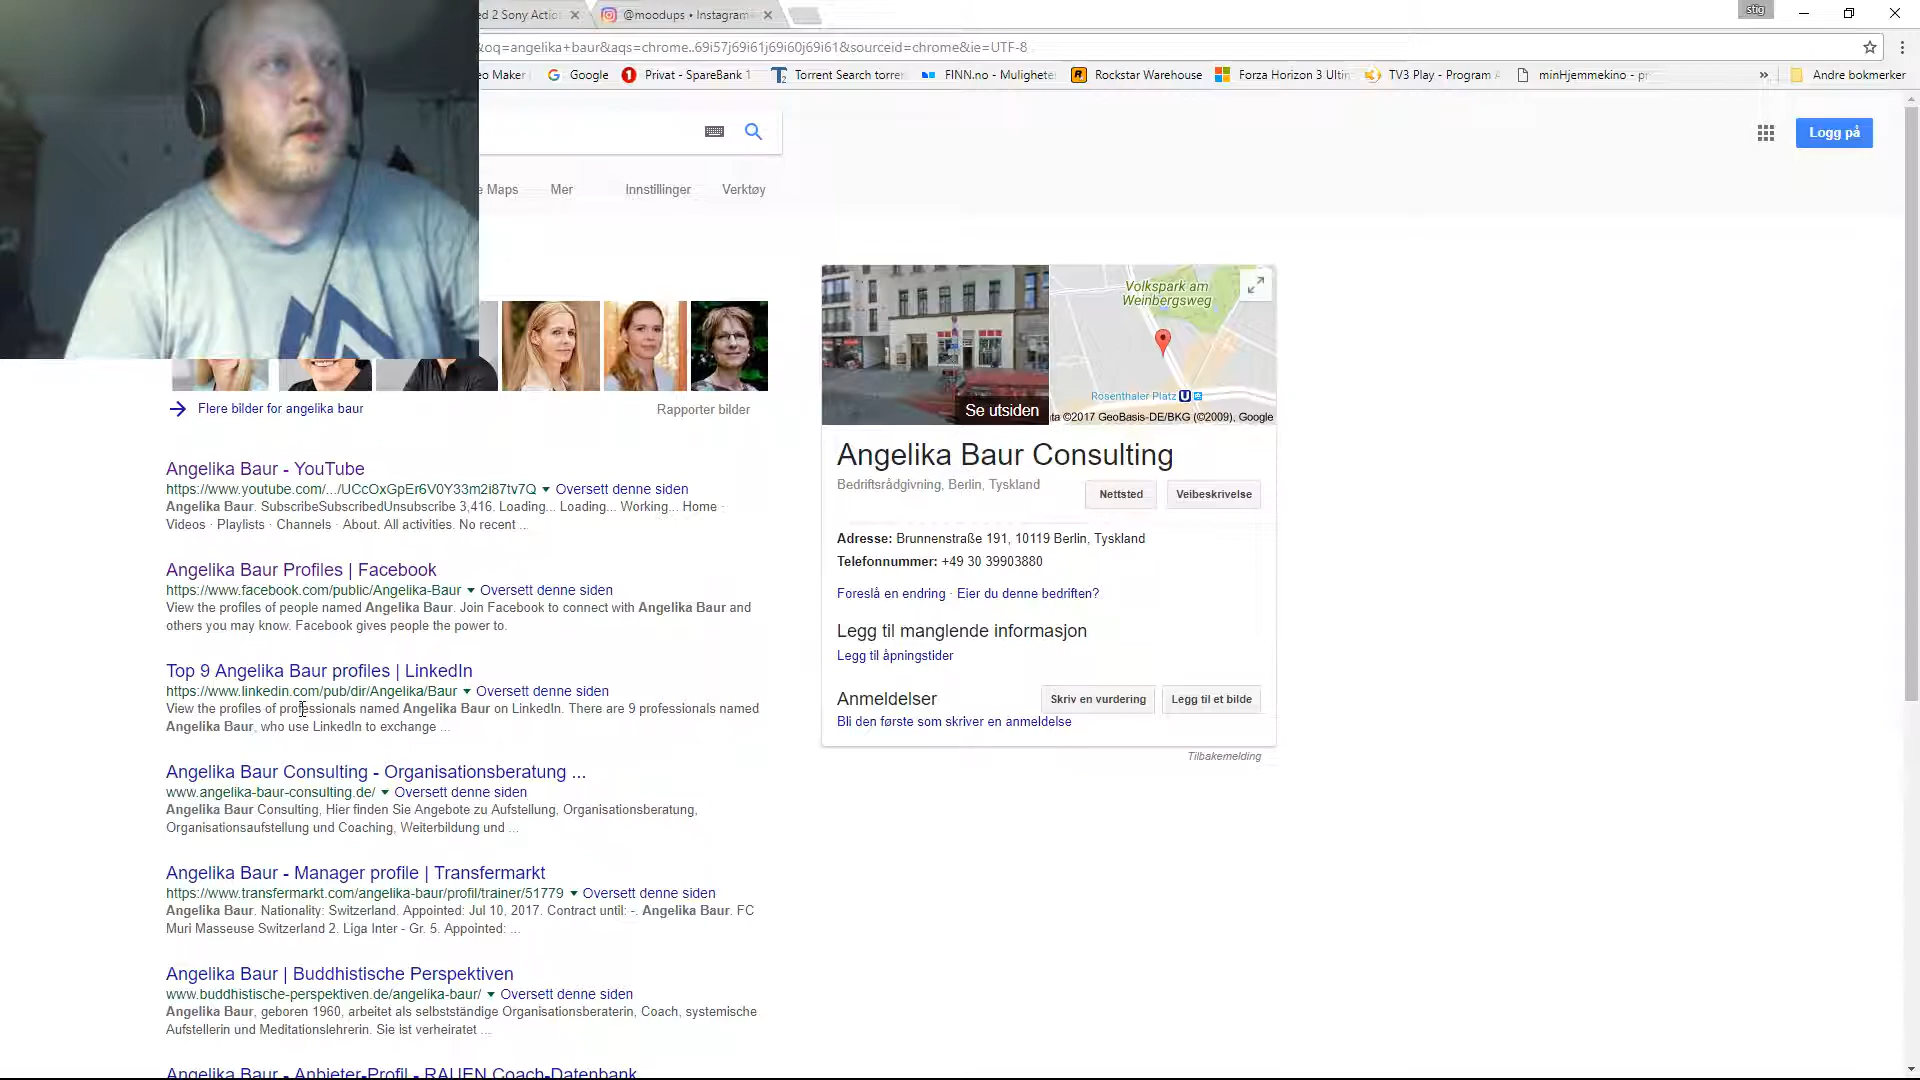 ed 2 Sony Actio
@moodups • Instagram
stig
&oq=angelika+baur&aqs=chrome..69i57j69i61j69i60j69i61&sourceid=chrome&ie=UTF-8
eo Maker
Google
Privat - SpareBank 1
Torrent Search torre
FINN.no - Mulighete
Rockstar Warehouse
Forza Horizon 3 Ultim
TV3 Play - Program
minHjemmekino - pr
»
Andre bokmerker
Logg på
e Maps
Mer
Innstillinger
Verktøy
Flere bilder for angelika baur
Rapporter bilder
Angelika Baur - YouTube
https://www.youtube.com/.../UCcOxGpEr6V0Y33m2i87tv7Q
Oversett denne siden
Angelika Baur. SubscribeSubscribedUnsubscribe 3,416. Loading... Loading... Working... Home ·
Videos · Playlists · Channels · About. All activities. No recent ...
Angelika Baur Profiles | Facebook
https://www.facebook.com/public/Angelika-Baur
Oversett denne siden
View the profiles of people named Angelika Baur. Join Facebook to connect with Angelika Baur and
others you may know. Facebook gives people the power to.
Top 9 Angelika Baur profiles | LinkedIn
https://www.linkedin.com/pub/dir/Angelika/Baur
Oversett denne siden
View the profiles of professionals named Angelika Baur on LinkedIn. There are 9 professionals named
Angelika Baur, who use LinkedIn to exchange ...
Angelika Baur Consulting - Organisationsberatung ...
www.angelika-baur-consulting.de/
Oversett denne siden
Angelika Baur Consulting, Hier finden Sie Angebote zu Aufstellung, Organisationsberatung,
Organisationsaufstellung und Coaching, Weiterbildung und ...
Angelika Baur - Manager profile | Transfermarkt
https://www.transfermarkt.com/angelika-baur/profil/trainer/51779
Oversett denne siden
Angelika Baur. Nationality: Switzerland. Appointed: Jul 10, 2017. Contract until: -. Angelika Baur. FC
Muri Masseuse Switzerland 2. Liga Inter - Gr. 5. Appointed: ...
Angelika Baur | Buddhistische Perspektiven
www.buddhistische-perspektiven.de/angelika-baur/
Oversett denne siden
Angelika Baur, geboren 1960, arbeitet als selbstständige Organisationsberaterin, Coach, systemische
Aufstellerin und Meditationslehrerin. Sie ist verheiratet ...
Angelika Baur - Anbieter-Profil - RAUEN Coach-Datenbank
Volkspark am
Weinbergsweg
Rosenthaler Platz U
Se utsiden
ta ©2017 GeoBasis-DE/BKG (©2009), Google
Angelika Baur Consulting
Bedriftsrådgivning, Berlin, Tyskland
Nettsted
Veibeskrivelse
Adresse: Brunnenstraße 191, 10119 Berlin, Tyskland
Telefonnummer: +49 30 39903880
Foreslå en endring · Eier du denne bedriften?
Legg til manglende informasjon
Legg til åpningstider
Anmeldelser
Skriv en vurdering
Legg til et bilde
Bli den første som skriver en anmeldelse
Tilbakemelding